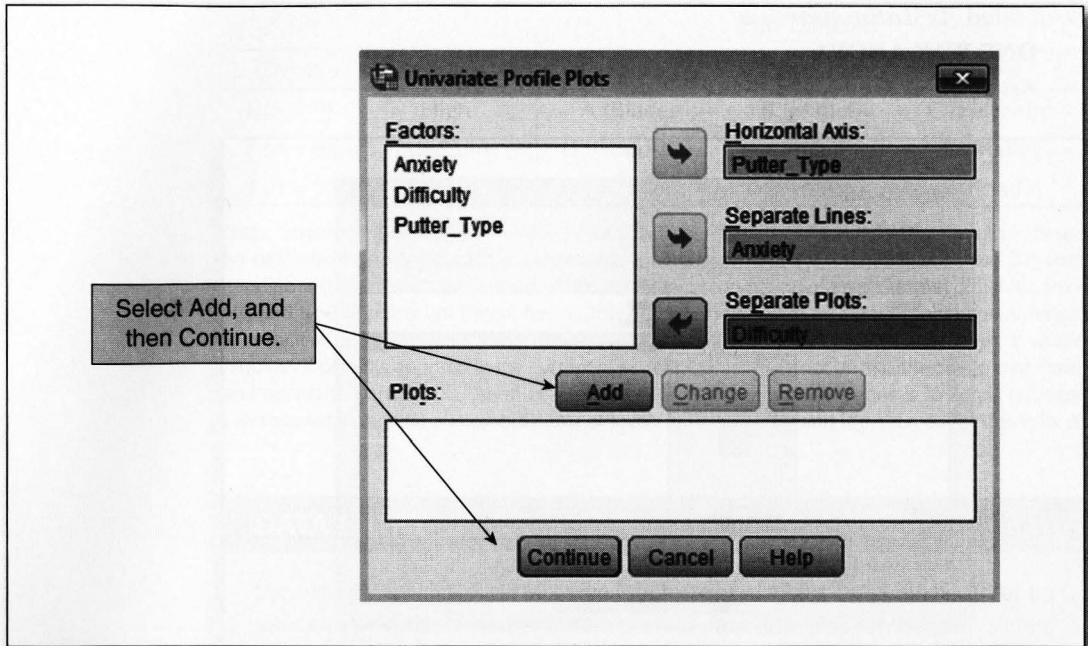 Univariate: Profile Plots
Factors:
Anxiety
Difficulty
Putter_Type
Horizontal Axis:
Putter_Type
Separate Lines:
Anxiety
Separate Plots:
Difficulty
Select Add, and
then Continue.
Plots:
Add
Change
Remove
Continue
Cancel
Help